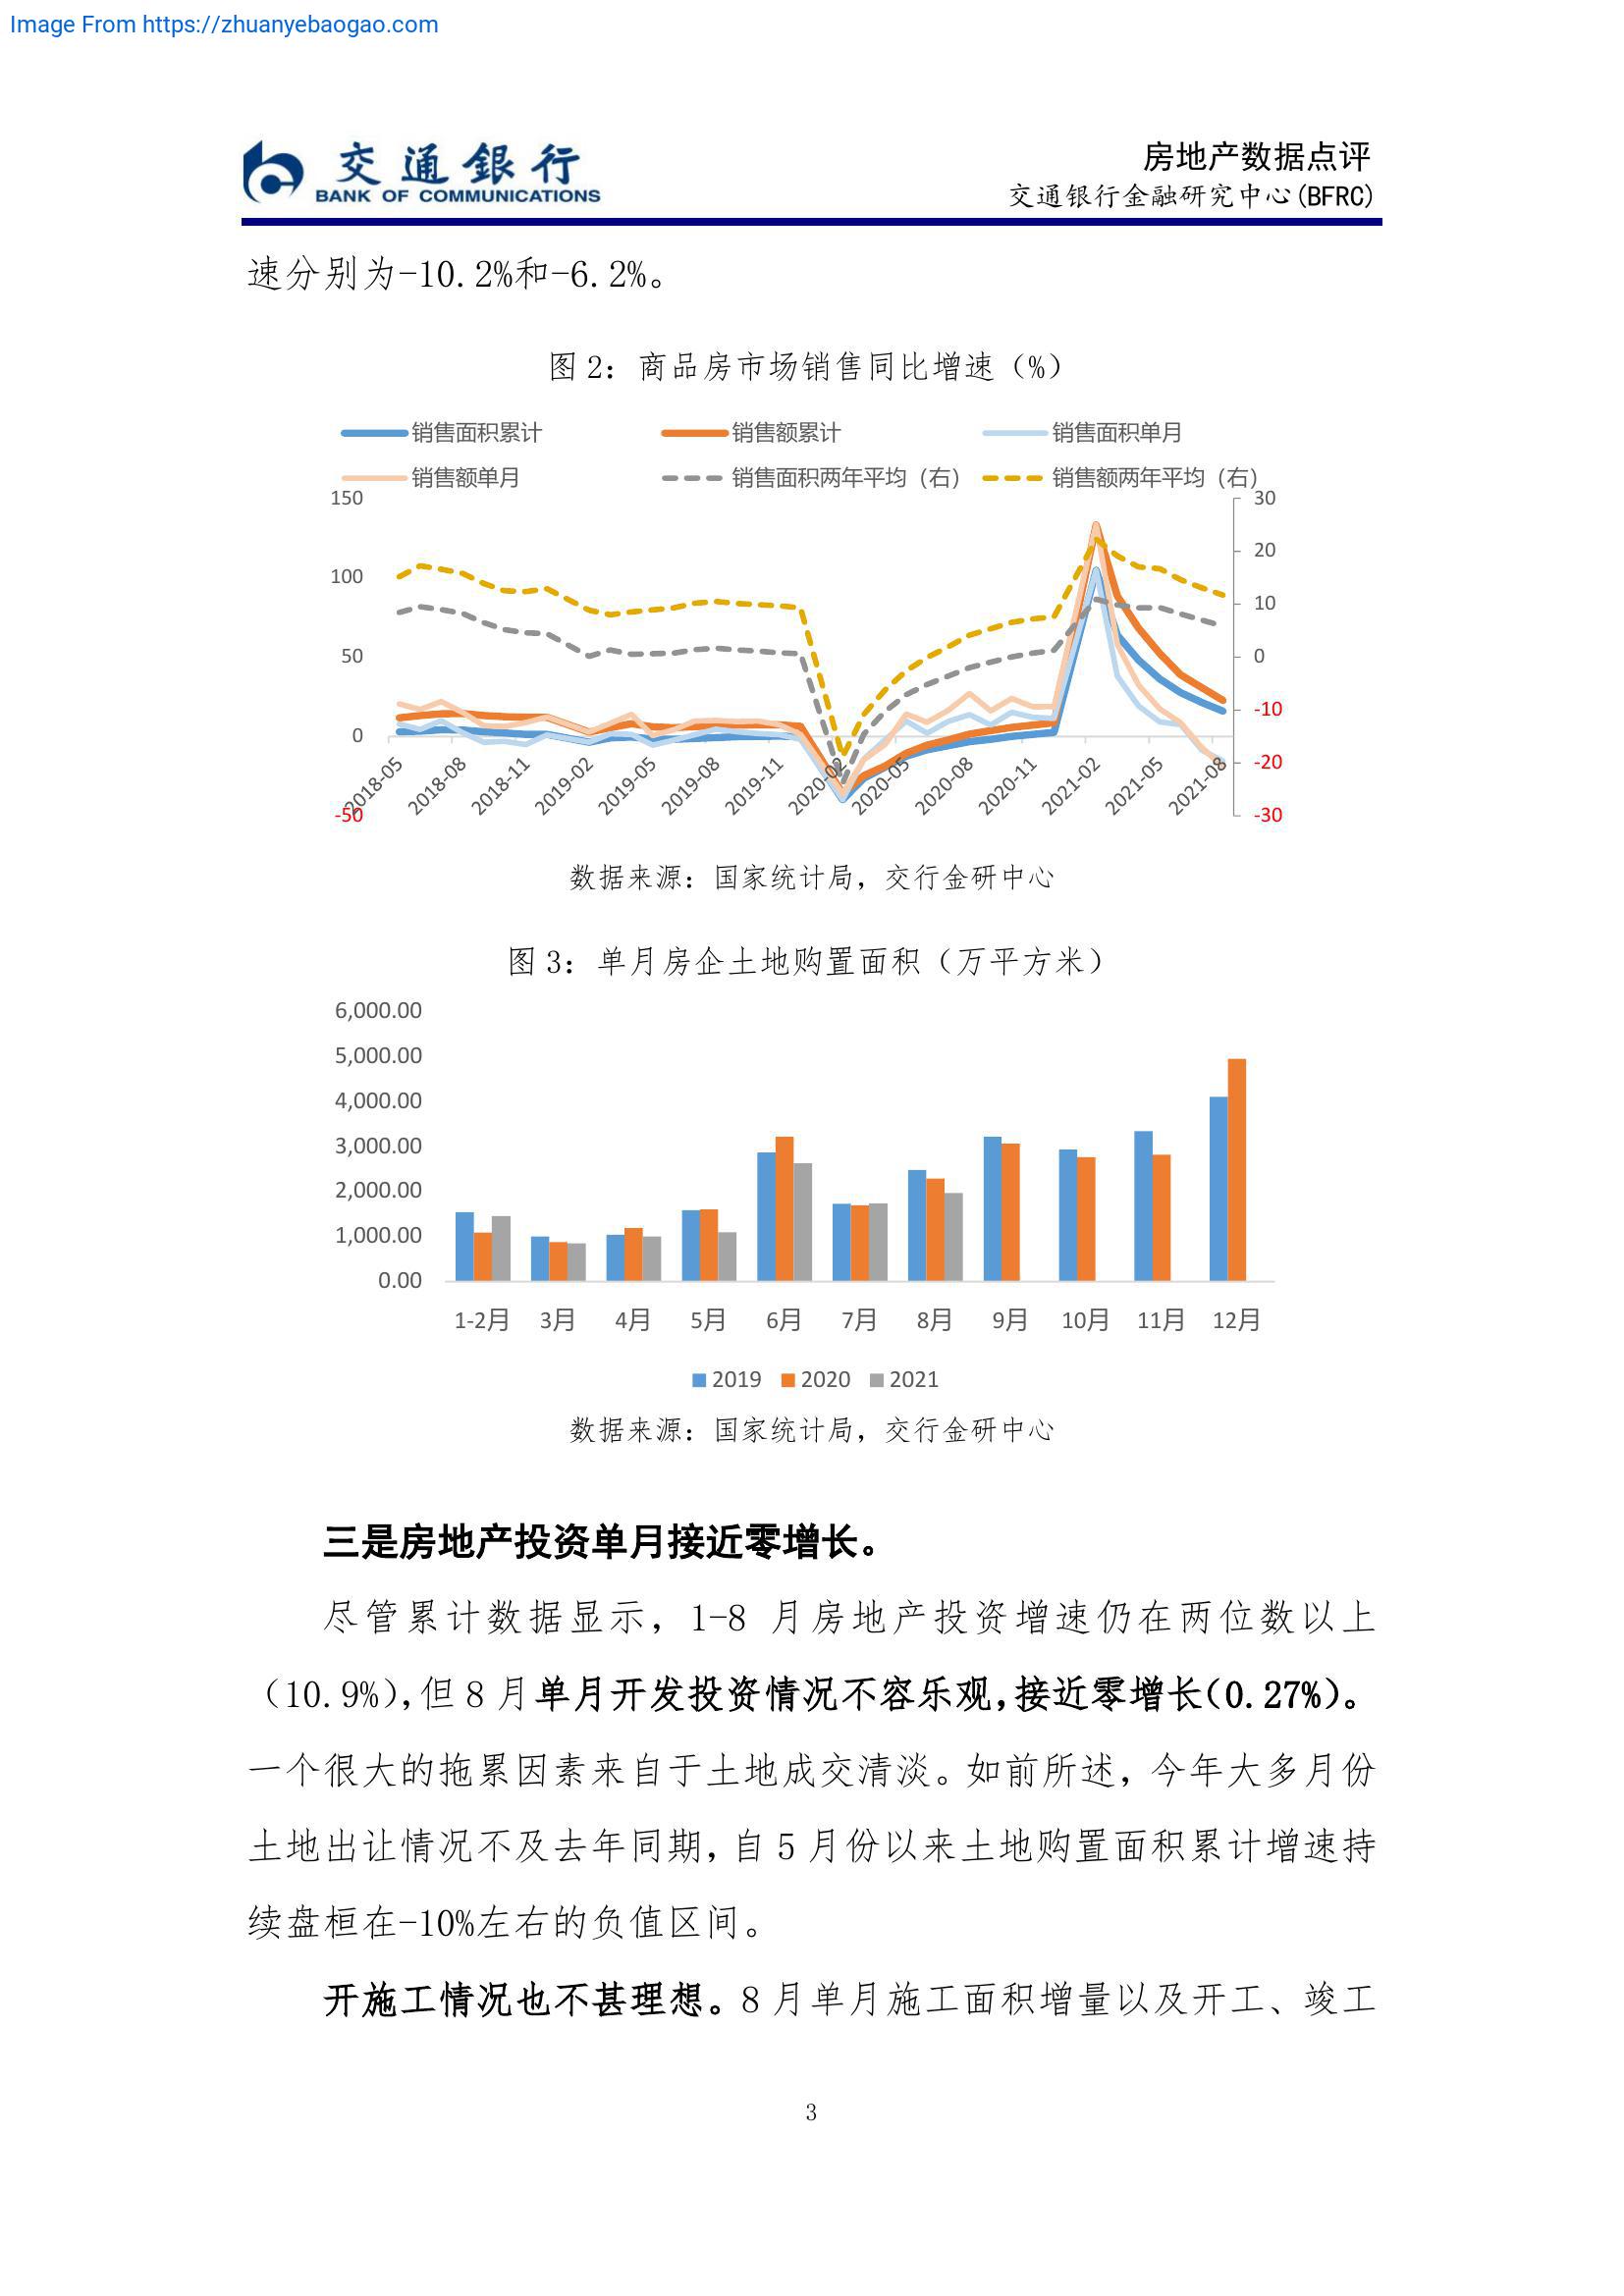 Image From https://zhuanyebaogao.com
交通銀行
BANK OF COMMUNICATIONS
房地产数据点评
交通银行金融研究中心(BFRC)
速分别为-10.2%和-6.2%。
图 2：商品房市场销售同比增速（%）
销售面积累计 销售额累计 销售面积单月
销售额单月 销售面积两年平均（右） 销售额两年平均（右）
150 30
20
100
10
50 0
-10
0
-20
-50 -30
2018-05 2018-08 2018-11 2019-02 2019-05 2019-08 2019-11 2020-02 2020-05 2020-08 2020-11 2021-02 2021-05 2021-08
数据来源：国家统计局，交行金研中心
图 3：单月房企土地购置面积（万平方米）
6,000.00
5,000.00
4,000.00
3,000.00
2,000.00
1,000.00
0.00
1-2月 3月 4月 5月 6月 7月 8月 9月 10月 11月 12月
2019 2020 2021
数据来源：国家统计局，交行金研中心
三是房地产投资单月接近零增长。
尽管累计数据显示，1-8 月房地产投资增速仍在两位数以上
（10.9%），但 8 月单月开发投资情况不容乐观，接近零增长（0.27%）。
一个很大的拖累因素来自于土地成交清淡。如前所述，今年大多月份
土地出让情况不及去年同期，自 5 月份以来土地购置面积累计增速持
续盘桓在-10%左右的负值区间。
开施工情况也不甚理想。8 月单月施工面积增量以及开工、竣工
3